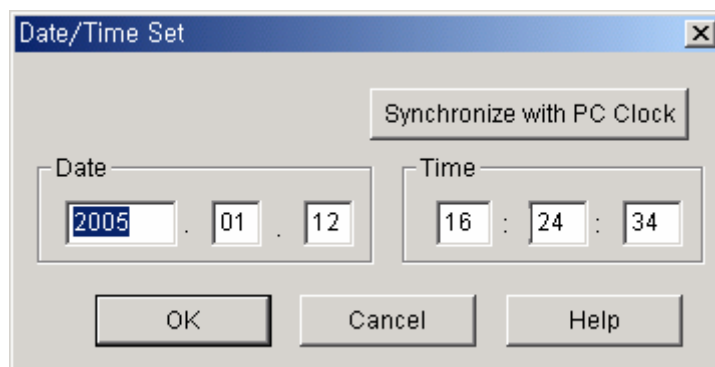 Date/Time Set
Synchronize with PC Clock
Date
Time
2005 . 01 . 12
16 : 24 : 34
OK
Cancel
Help